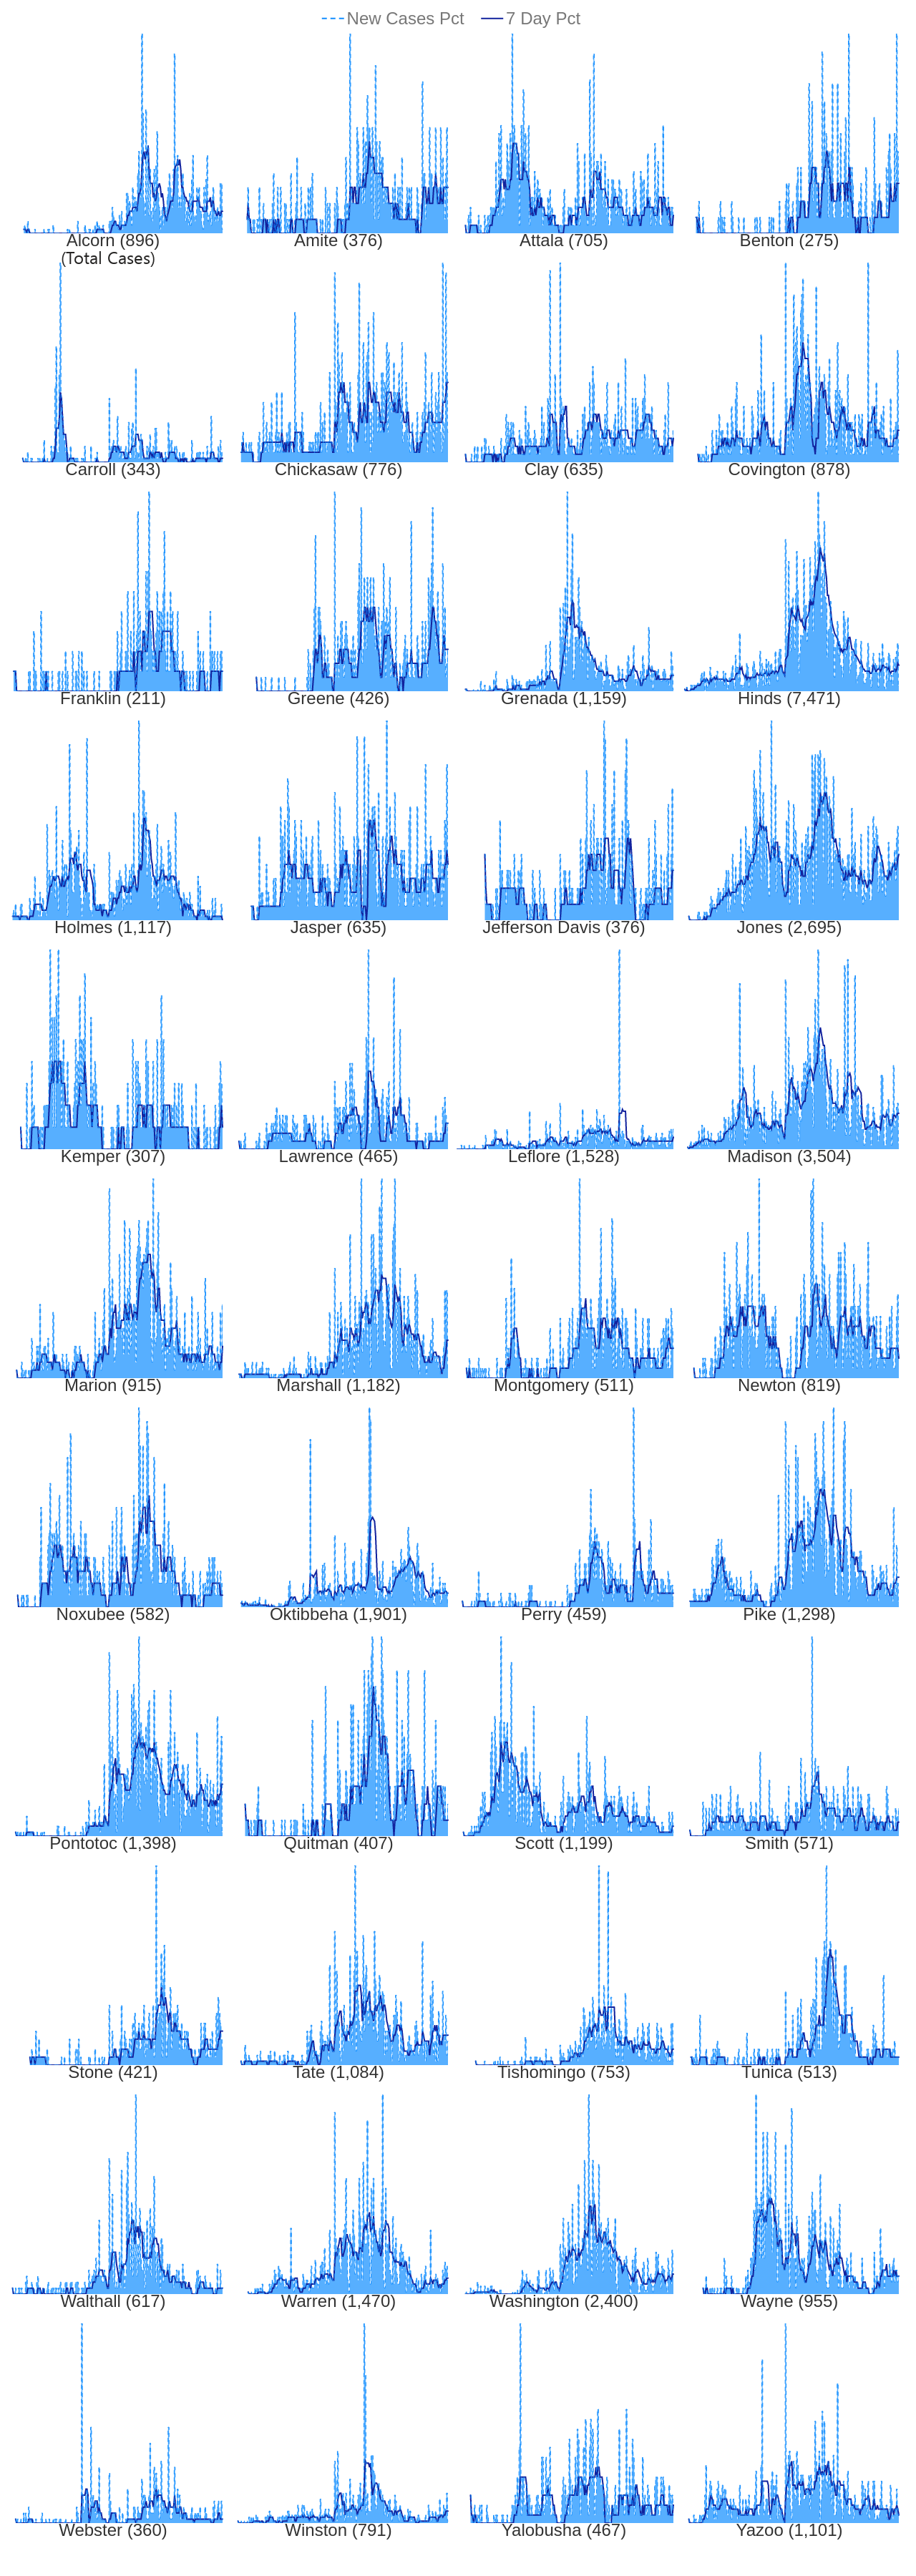 New Cases Pct 7 Day Pct
Alcorn (896) Amite (376) Attala (705) Benton (275)
(Total Cases)
Carroll (343) Chickasaw (776) Clay (635) Covington (878)
Franklin (211) Greene (426) Grenada (1,159) Hinds (7,471)
Holmes (1,117) Jasper (635) Jefferson Davis (376) Jones (2,695)
Kemper (307) Lawrence (465) Leflore (1,528) Madison (3,504)
Marion (915) Marshall (1,182) Montgomery (511) Newton (819)
Noxubee (582) Oktibbeha (1,901) Perry (459) Pike (1,298)
Pontotoc (1,398) Quitman (407) Scott (1,199) Smith (571)
Stone (421) Tate (1,084) Tishomingo (753) Tunica (513)
Walthall (617) Warren (1,470) Washington (2,400) Wayne (955)
Webster (360) Winston (791) Yalobusha (467) Yazoo (1,101)